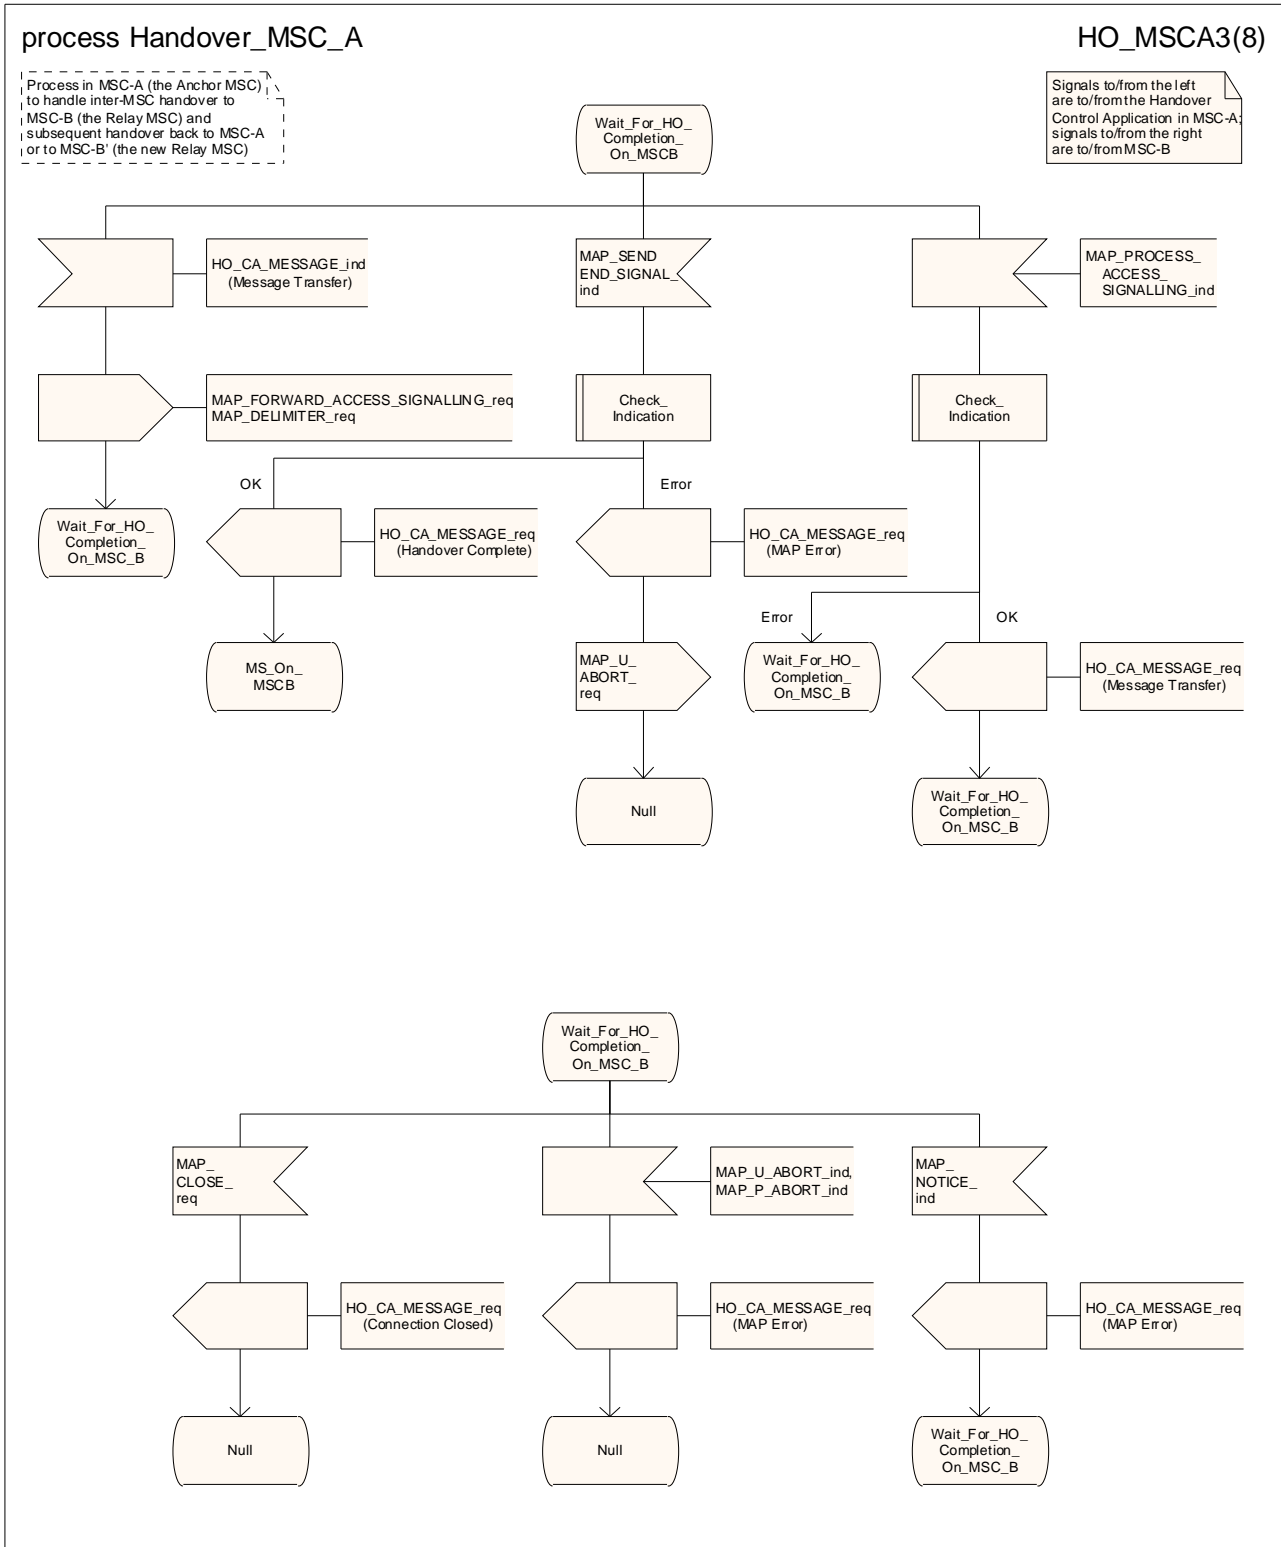 process Handover_MSC_A
HO_MSCA3(8)
Process in MSC-A (the Anchor MSC)
to handle inter-MSC handover to
MSC-B (the Relay MSC) and
subsequent handover back to MSC-A
or to MSC-B' (the new Relay MSC)
Signals to/from the left
are to/from the Handover
Control Application in MSC-A;
signals to/from the right
are to/from MSC-B
Wait_For_HO_
Completion_
On_MSCB
HO_CA_MESSAGE_ind
(Message Transfer)
MAP_SEND
END_SIGNAL_
ind
MAP_PROCESS_
ACCESS_
SIGNALLING_ind
MAP_FORWARD_ACCESS_SIGNALLING_req
MAP_DELIMITER_req
Check_
Indication
Check_
Indication
OK
Error
Wait_For_HO_
Completion_
On_MSC_B
HO_CA_MESSAGE_req
(Handover Complete)
HO_CA_MESSAGE_req
(MAP Error)
Error
OK
MS_On_
MSCB
MAP_U_
ABORT_
req
Wait_For_HO_
Completion_
On_MSC_B
HO_CA_MESSAGE_req
(Message Transfer)
Null
Wait_For_HO_
Completion_
On_MSC_B
Wait_For_HO_
Completion_
On_MSC_B
MAP_
CLOSE_
req
MAP_U_ABORT_ind,
MAP_P_ABORT_ind
MAP_
NOTICE_
ind
HO_CA_MESSAGE_req
(Connection Closed)
HO_CA_MESSAGE_req
(MAP Error)
HO_CA_MESSAGE_req
(MAP Error)
Null
Null
Wait_For_HO_
Completion_
On_MSC_B